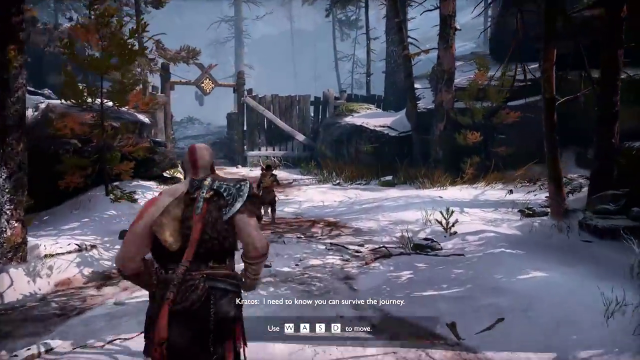 Kratos: I need to know you can survive the journey.
Use W A S D to move.